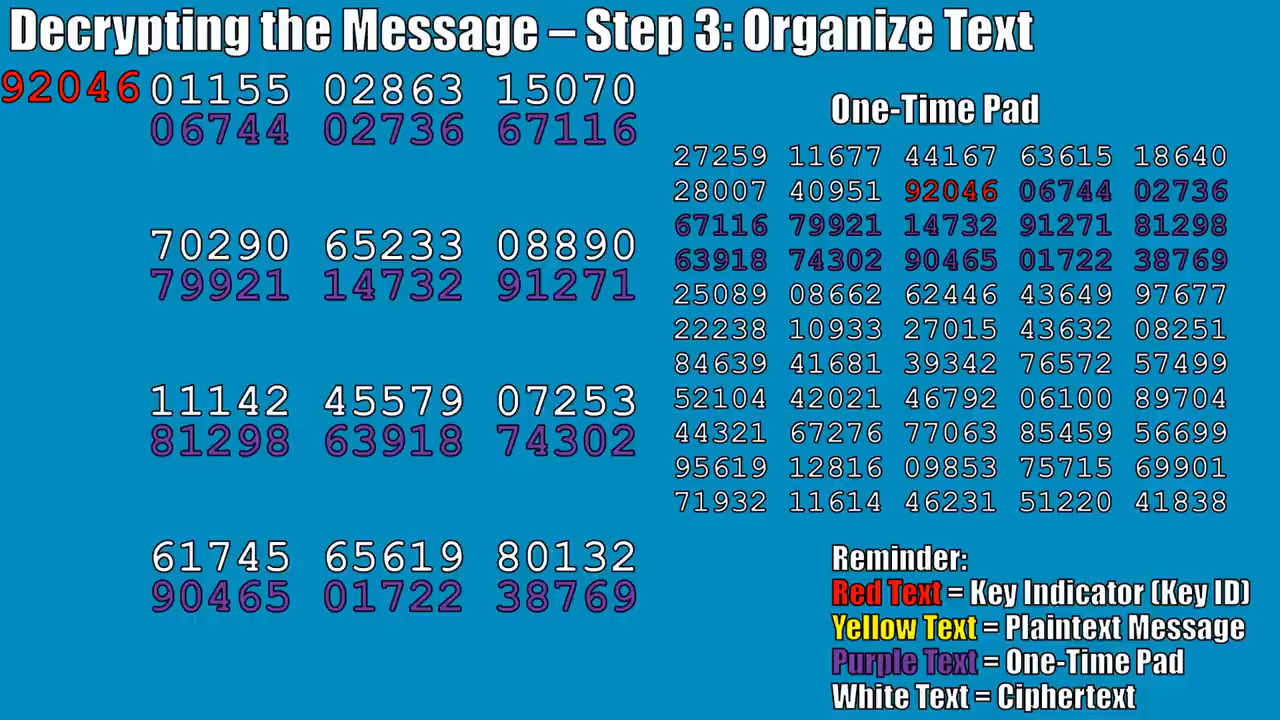 Decrypting the Message – Step 3: Organize Text
92046 01155 02863 15070
06744 02736 67116
70290 65233 08890
79921 14732 91271
11142 45579 07253
81298 63918 74302
61745 65619 80132
90465 01722 38769
One-Time Pad
27259 11677 44167 63615 18640
28007 40951 92046 06744 02736
67116 79921 14732 91271 81298
63918 74302 90465 01722 38769
25089 08662 62446 43649 97677
22238 10933 27015 43632 08251
84639 41681 39342 76572 57499
52104 42021 46792 06100 89704
44321 67276 77063 85459 56699
95619 12816 09853 75715 69901
71932 11614 46231 51220 41838
Reminder:
Red Text = Key Indicator (Key ID)
Yellow Text = Plaintext Message
Purple Text = One-Time Pad
White Text = Ciphertext